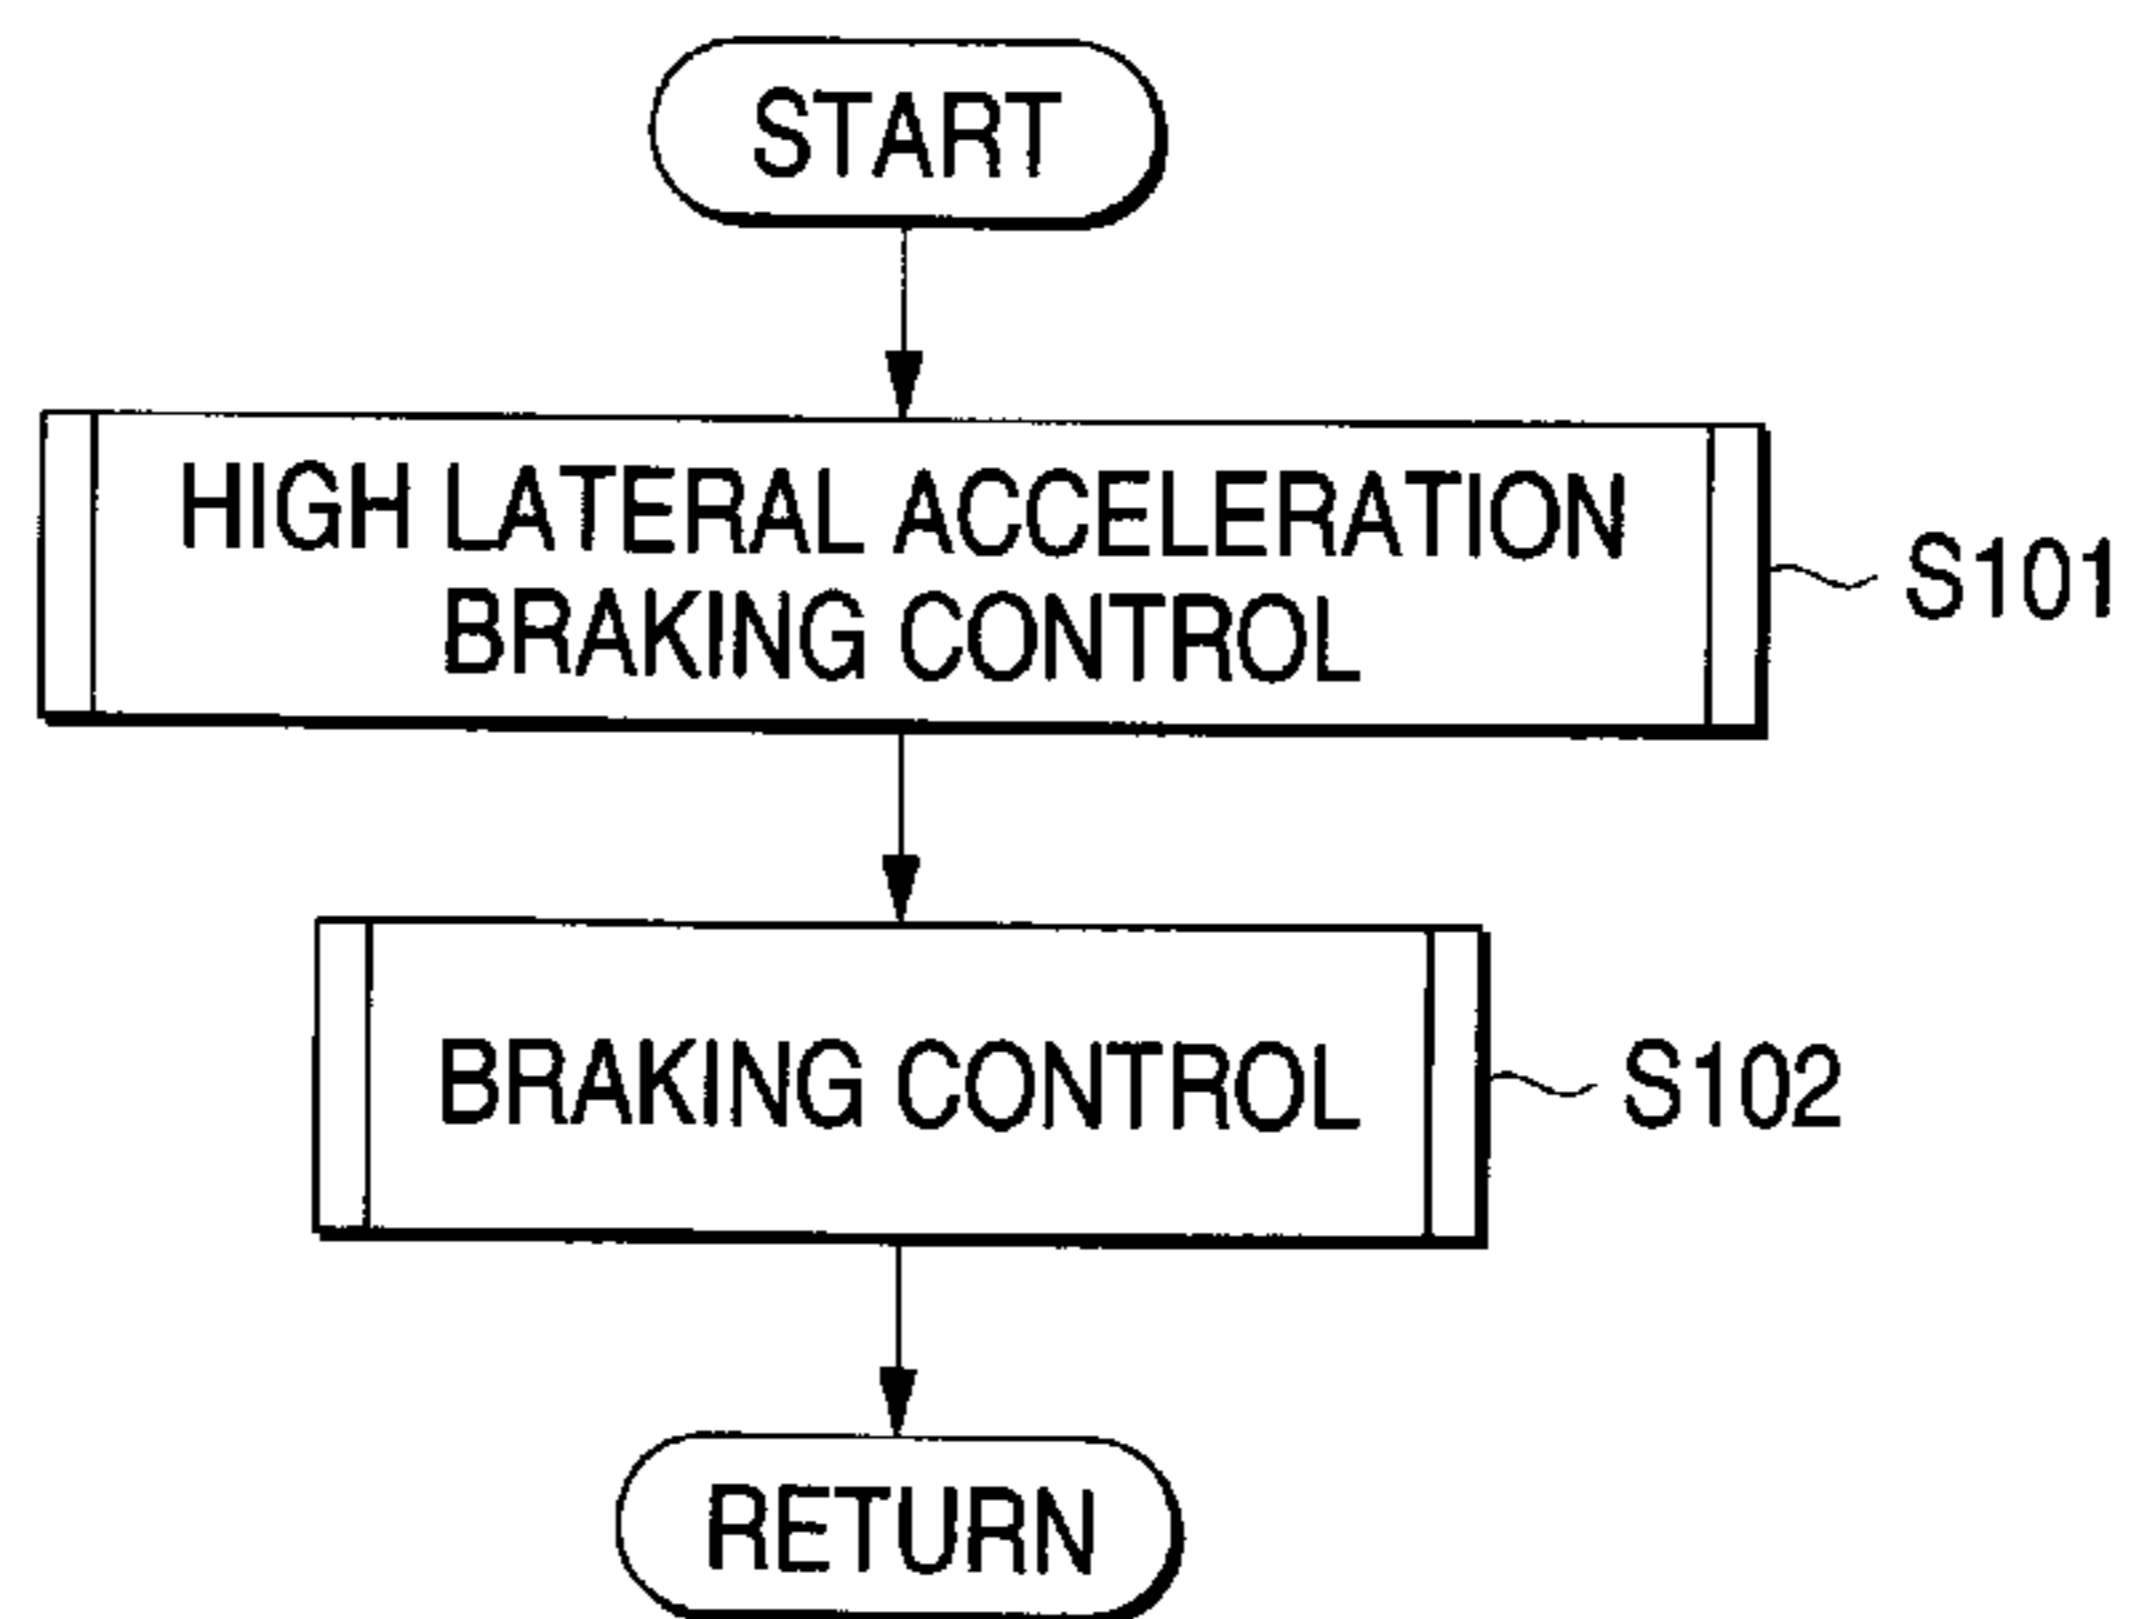 START
HIGH LATERAL ACCELERATION
BRAKING CONTROL
S101
BRAKING CONTROL
S102
RETURN